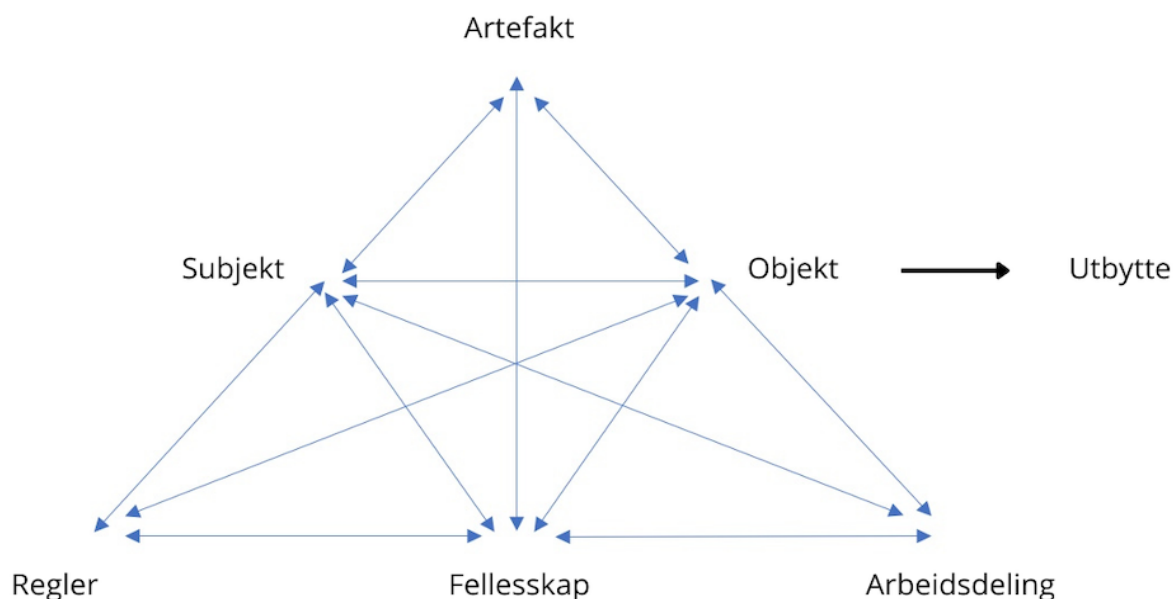 Artefakt
Subjekt
Objekt
Utbytte
Regler
Fellesskap
Arbeidsdeling